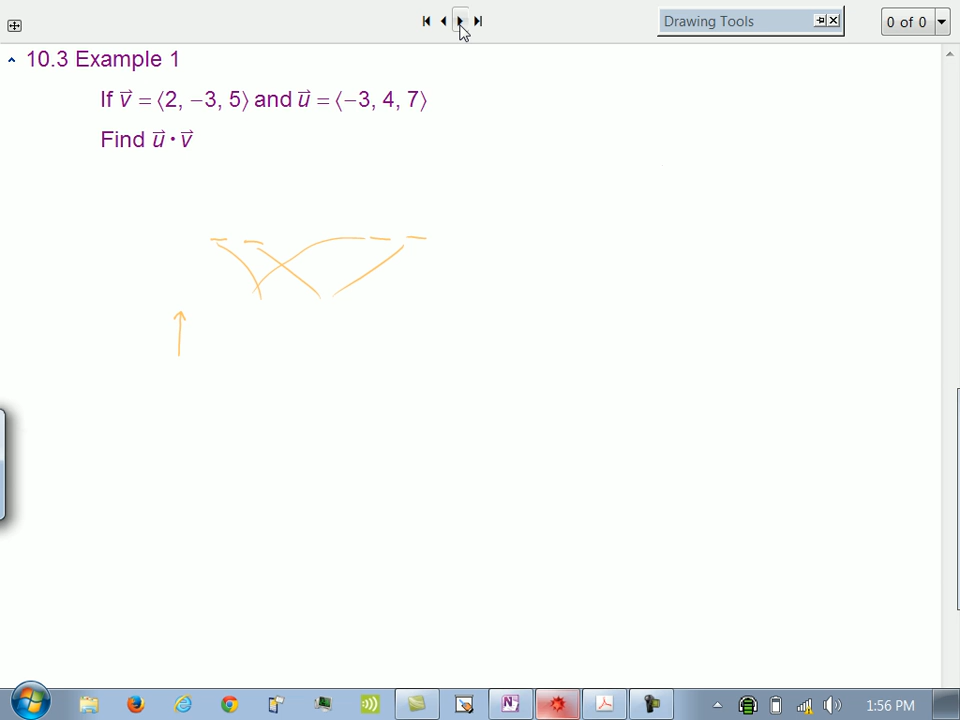 Drawing Tools
0 of 0
10.3 Example 1
If v⃗ = ⟨2, −3, 5⟩ and u⃗ = ⟨−3, 4, 7⟩
Find u⃗ · v⃗
1:56 PM